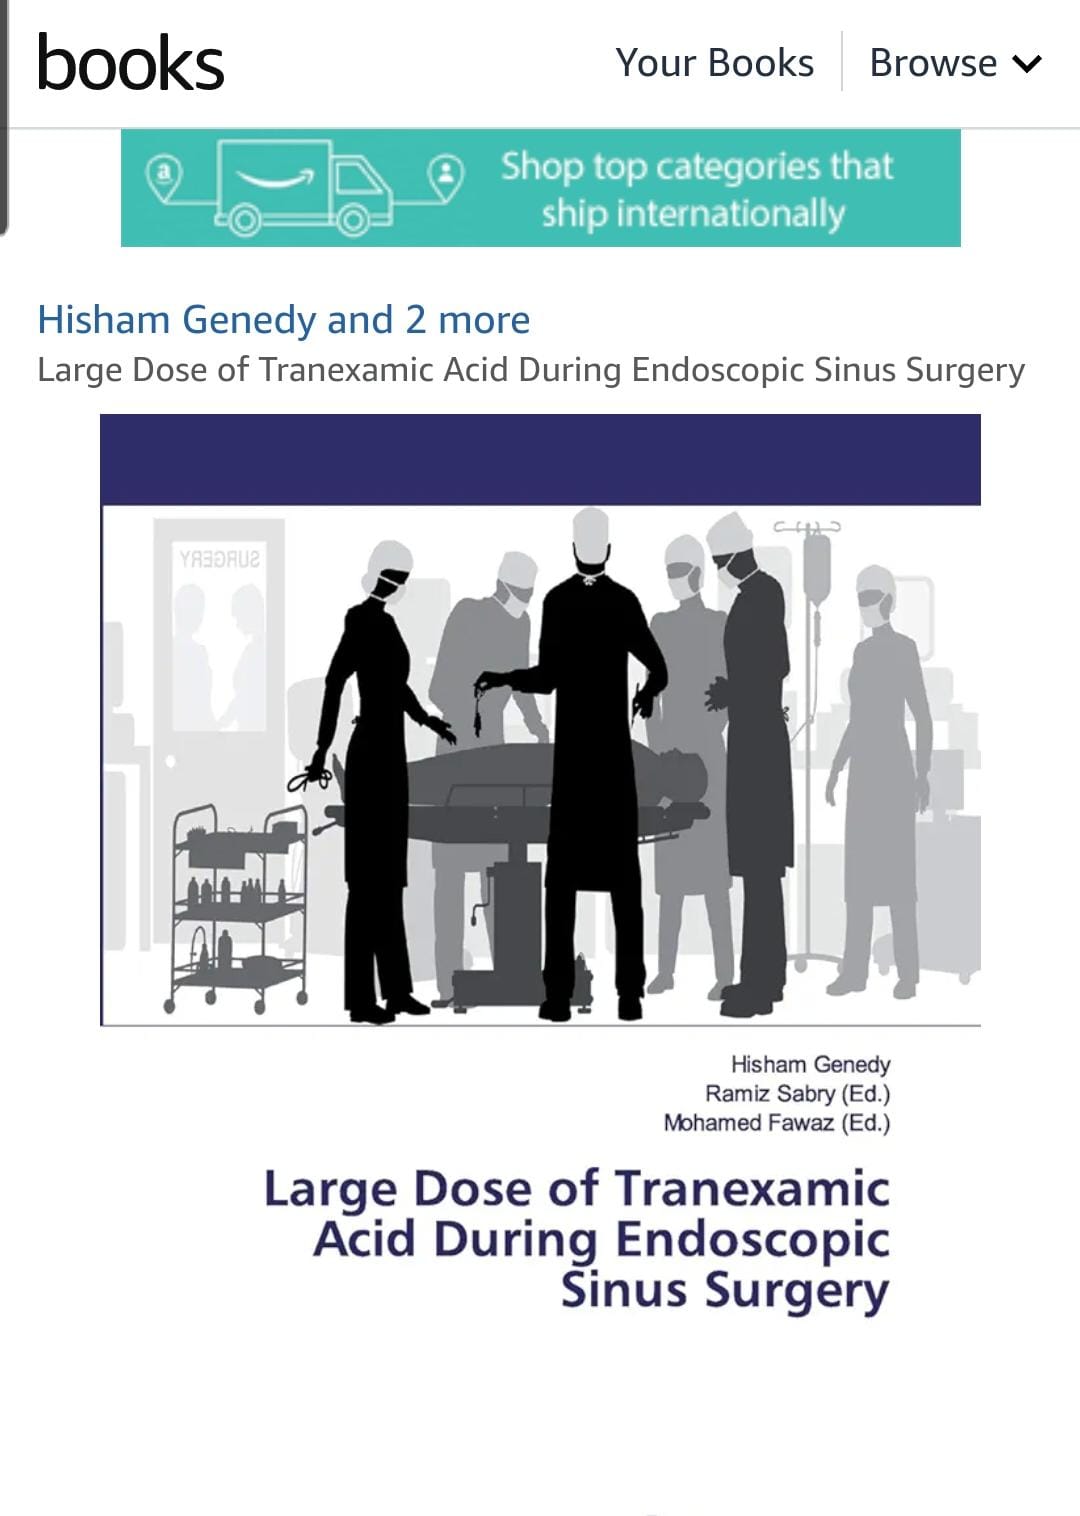 books
Your Books
Browse
a
Shop top categories that
ship internationally
Hisham Genedy and 2 more
Large Dose of Tranexamic Acid During Endoscopic Sinus Surgery
SURGERY
Hisham Genedy
Ramiz Sabry (Ed.)
Mohamed Fawaz (Ed.)
Large Dose of Tranexamic
Acid During Endoscopic
Sinus Surgery